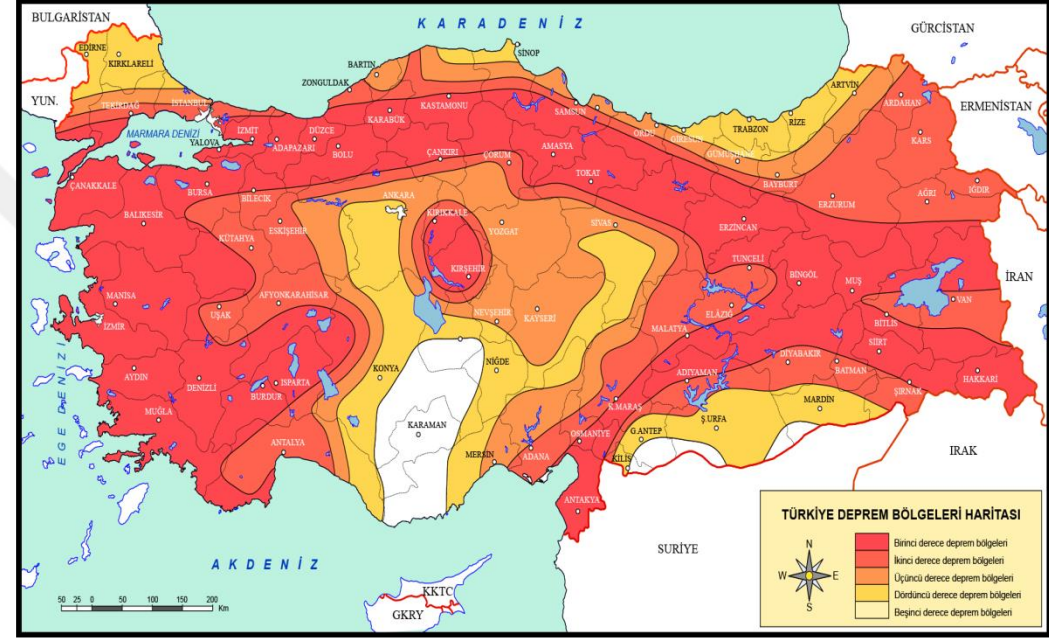 BULGARİSTAN
K A R A D E N İ Z
GÜRCİSTAN
EDİRNE
KIRKLARELİ
SİNOP
BARTIN
ZONGULDAK
YUN.
TEKİRDAĞ
İSTANBUL
KASTAMONU
KARABÜK
SAMSUN
ARTVİN
ARDAHAN
ERMENİSTAN
MARMARA DENİZİ
YALOVA
İZMİT
ADAPAZARI
DÜZCE
BOLU
ORDU
GİRESUN
TRABZON
RİZE
KARS
ÇANAKKALE
BURSA
BİLECİK
ÇANKIRI
ÇORUM
AMASYA
TOKAT
GÜMÜŞHANE
BAYBURT
ERZURUM
AĞRI
IĞDIR
BALIKESİR
ESKİŞEHİR
KÜTAHYA
ANKARA
KIRIKKALE
YOZGAT
SİVAS
ERZİNCAN
TUNCELİ
BİNGÖL
MUŞ
İRAN
MANİSA
İZMİR
UŞAK
AFYONKARAHİSAR
KIRŞEHİR
NEVŞEHİR
KAYSERİ
MALATYA
ELAZIĞ
BİTLİS
VAN
SİİRT
AYDIN
DENİZLİ
BURDUR
ISPARTA
KONYA
NİĞDE
ADIYAMAN
DİYABAKIR
BATMAN
ŞIRNAK
HAKKARİ
EGE DENİZİ
MUĞLA
ANTALYA
KARAMAN
MERSİN
ADANA
K.MARAŞ
OSMANİYE
G.ANTEP
KİLİS
Ş.URFA
MARDİN
ANTAKYA
IRAK
SURİYE
A K D E N İ Z
KKTC
GKRY
50 25 0 50 100 150 200
Km
TÜRKİYE DEPREM BÖLGELERİ HARİTASI
N
W E
S
Birinci derece deprem bölgeleri
İkinci derece deprem bölgeleri
Üçüncü derece deprem bölgeleri
Dördüncü derece deprem bölgeleri
Beşinci derece deprem bölgeleri